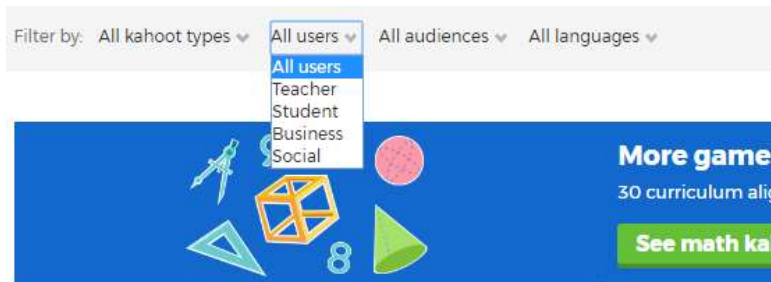 Filter by: All kahoot types All users All audiences All languages
All users
Teacher
Student
Business
Social
More game
30 curriculum alig
See math ka
8